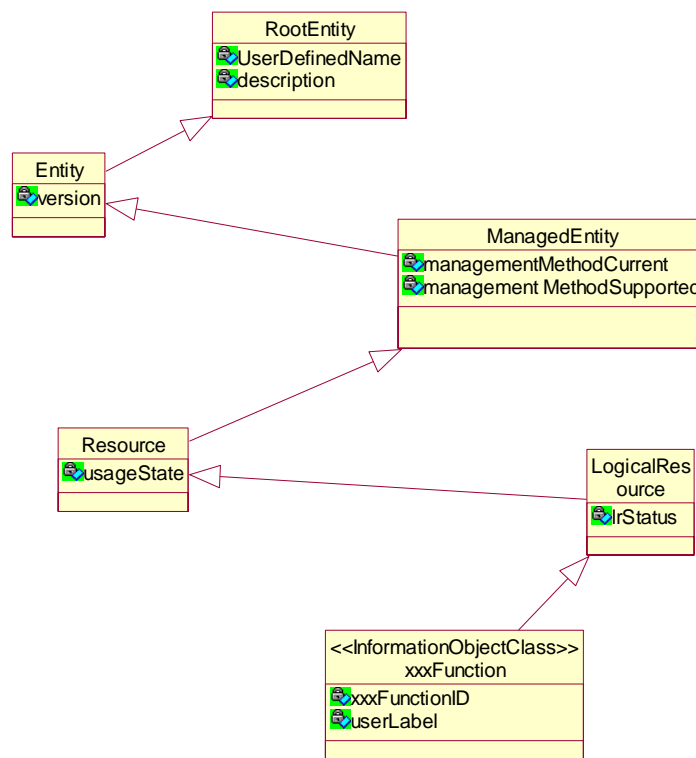 RootEntity
UserDefinedName
description
Entity
version
ManagedEntity
managementMethodCurrent
management MethodSupported
Resource
usageState
LogicalRes
ource
lrStatus
<<InformationObjectClass>>
xxxFunction
xxxFunctionID
userLabel